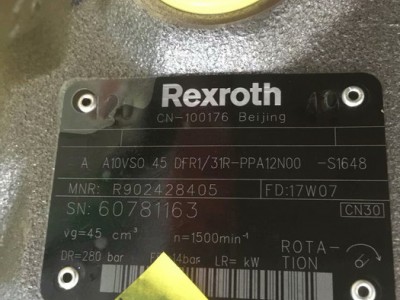 Rexroth
CN-100176 Beijing
A A10VSO 45 DFR1/31R-PPA12N00 -S1648
MNR: R902428405 FD:17W07
SN: 60781163 CN30
vg=45 cm³ n=1500min⁻¹ ROTA-
DR=280 bar 14bar LR= kW TION